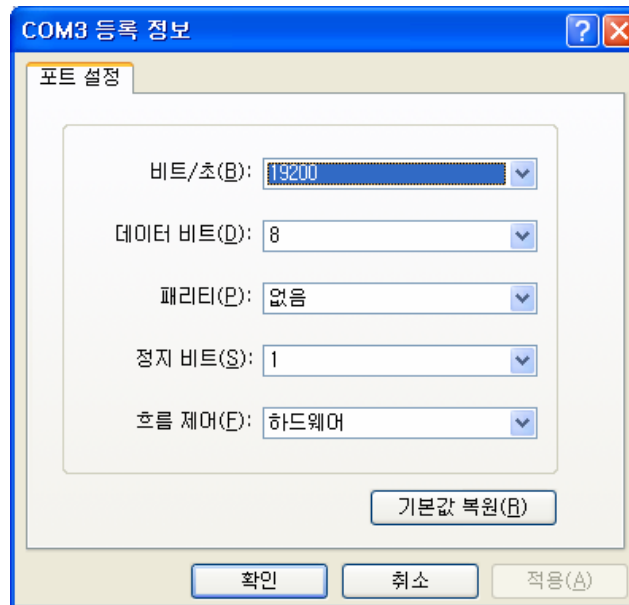 COM3 등록 정보
포트 설정
비트/초(B): 19200
데이터 비트(D): 8
패리티(P): 없음
정지 비트(S): 1
흐름 제어(F): 하드웨어
기본값 복원(R)
확인 취소 적용(A)